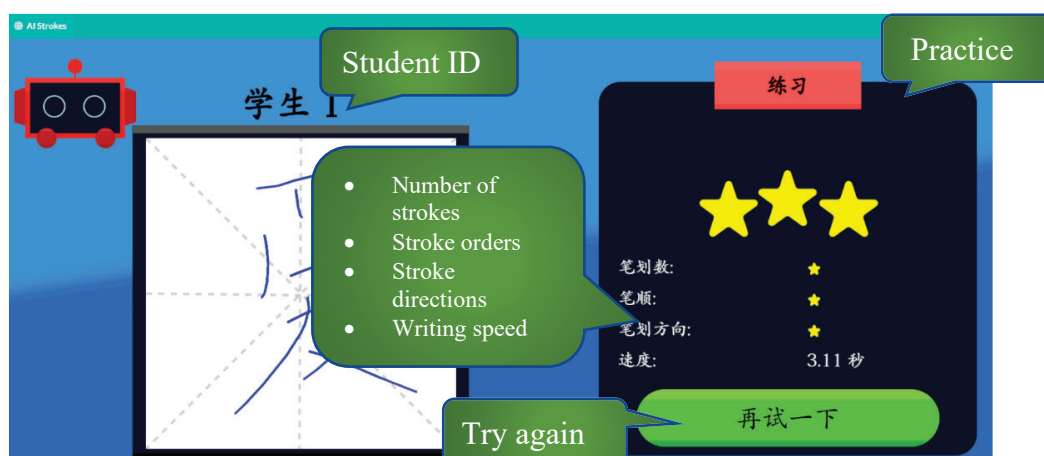 AI Strokes
Student ID
Practice
学生 1
练习
• Number of
strokes
• Stroke orders
• Stroke
directions
• Writing speed
笔划数:
笔顺:
笔划方向:
速度: 3.11 秒
Try again
再试一下